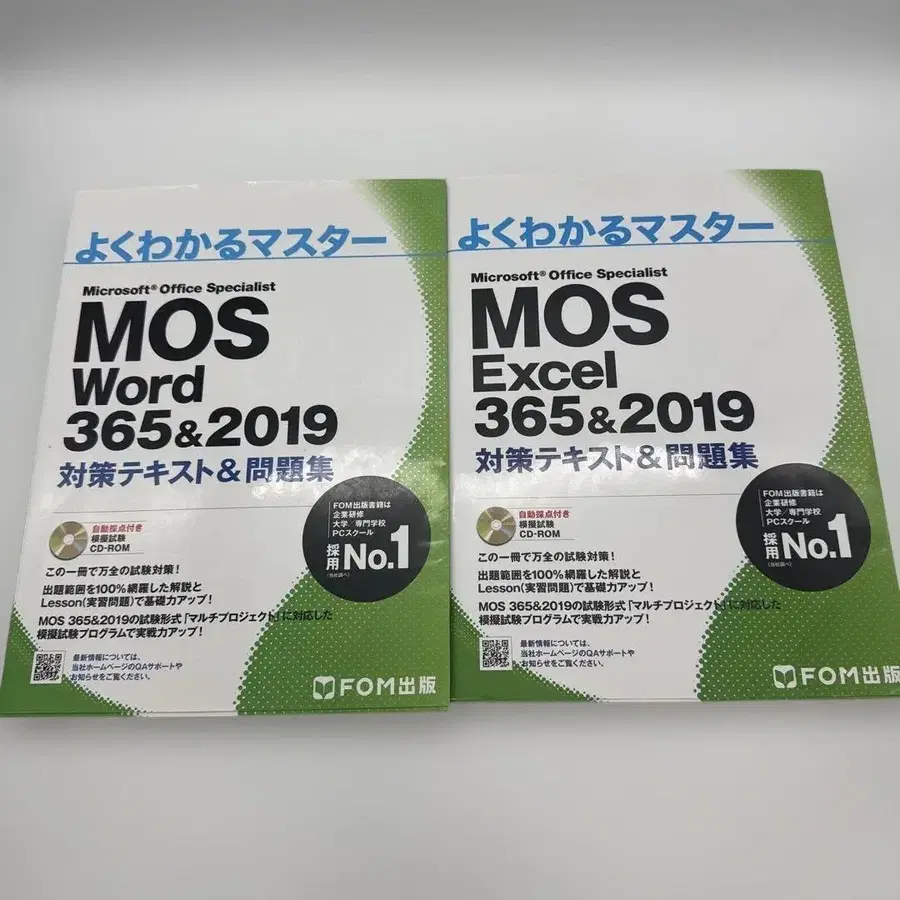 よくわかるマスター
Microsoft® Office Specialist
MOS
Word
365&2019
対策テキスト&問題集
自動採点付き
模擬試験
CD-ROM
FOM出版書籍は
企業研修
大学/専門学校
PCスクール
採用No.1
(当社調べ)
この一冊で万全の試験対策!
出題範囲を100%網羅した解説と
Lesson(実習問題)で基礎力アップ!
MOS 365&2019の試験形式「マルチプロジェクト」に対応した
模擬試験プログラムで実戦力アップ!
最新情報については、
当社ホームページのQAサポートや
お知らせをご覧ください。
FOM出版
よくわかるマスター
Microsoft® Office Specialist
MOS
Excel
365&2019
対策テキスト&問題集
自動採点付き
模擬試験
CD-ROM
FOM出版書籍は
企業研修
大学/専門学校
PCスクール
採用No.1
(当社調べ)
この一冊で万全の試験対策!
出題範囲を100%網羅した解説と
Lesson(実習問題)で基礎力アップ!
MOS 365&2019の試験形式「マルチプロジェクト」に対応した
模擬試験プログラムで実戦力アップ!
最新情報については、
当社ホームページのQAサポートや
お知らせをご覧ください。
FOM出版